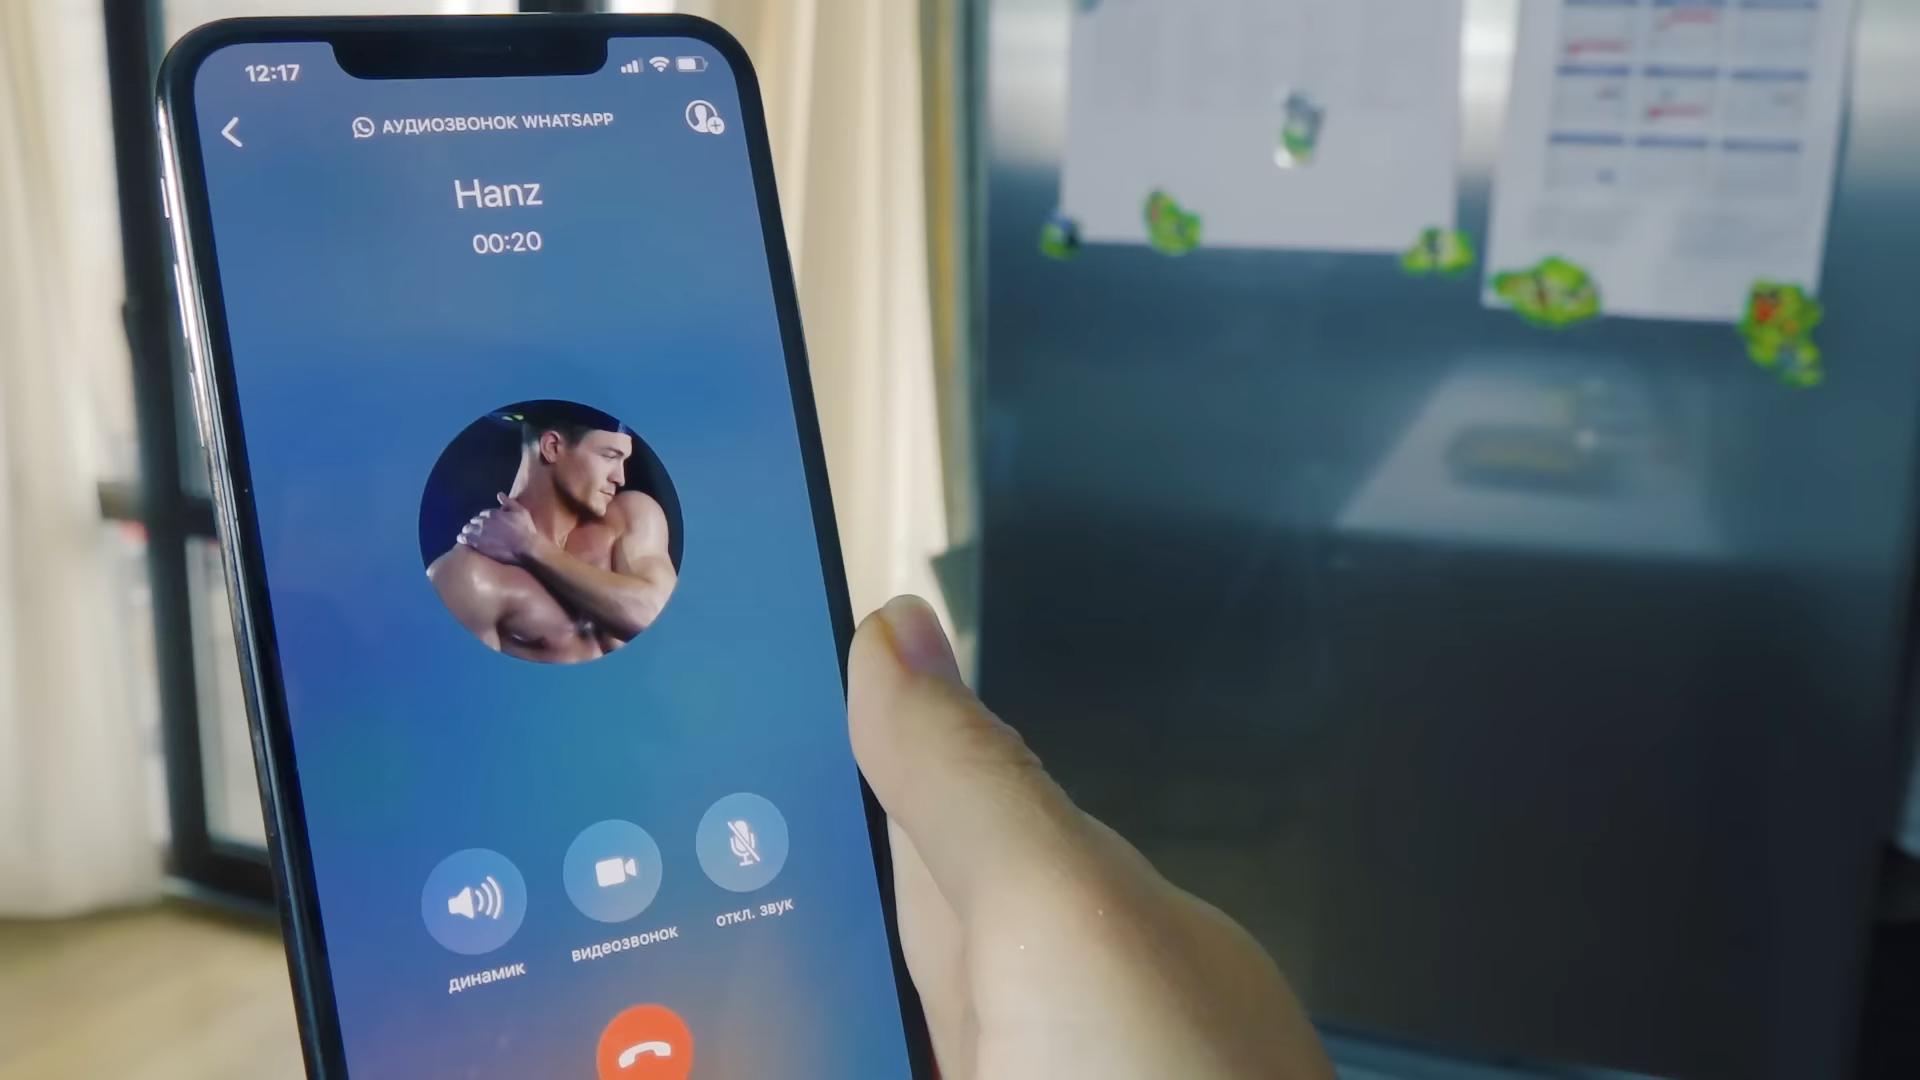 12:17
АУДИОЗВОНОК WHATSAPP
Hanz
00:20
динамик
видеозвонок
откл. звук